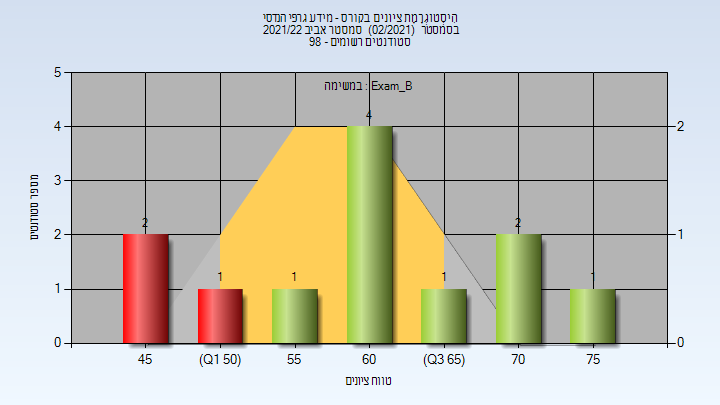 היסטוגרמת ציונים בקורס - מידע גרפי הנדסי
בסמסטר (02/2021) סמסטר אביב 2021/22
סטודנטים רשומים - 98
במשימה : Exam_B
מספר סטודנטים
5
4
3
2
1
0
2
1
0
2
1
1
4
1
2
1
45
(Q1 50)
55
60
(Q3 65)
70
75
טווח ציונים